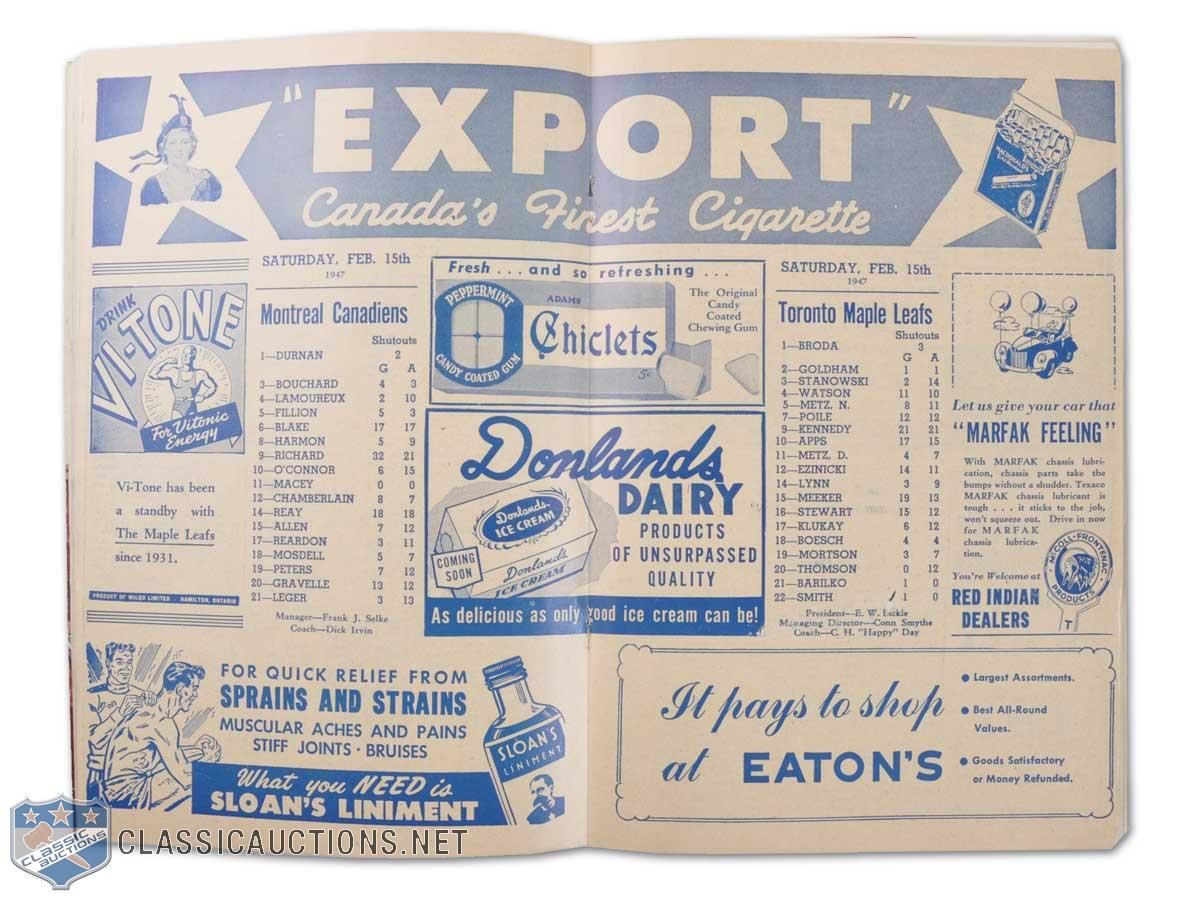 "EXPORT"
Canada's Finest Cigarette
MACDONALD'S
DRINK
VI-TONE
For Vitonic
Energy
Vi-Tone has been
a standby with
The Maple Leafs
since 1931.
PRODUCT OF MILGO LIMITED - HAMILTON, ONTARIO
SATURDAY, FEB. 15th
1947
Montreal Canadiens
Shutouts
1—DURNAN 2
G A
3—BOUCHARD 4 3
4—LAMOUREUX 2 10
5—FILLION 5 3
6—BLAKE 17 17
8—HARMON 5 9
9—RICHARD 32 21
10—O'CONNOR 6 15
11—MACEY 0 0
12—CHAMBERLAIN 8 7
14—REAY 18 18
15—ALLEN 7 12
17—REARDON 3 11
18—MOSDELL 5 7
19—PETERS 7 12
20—GRAVELLE 13 12
21—LEGER 3 13
Manager—Frank J. Selke
Coach—Dick Irvin
Fresh . . . and so refreshing . . .
PEPPERMINT
CANDY COATED GUM
ADAMS
Chiclets
5c
The Original
Candy
Coated
Chewing Gum
Donlands
DAIRY
PRODUCTS
OF UNSURPASSED
QUALITY
Donlands
ICE CREAM
COMING
SOON
Donlands
ICE CREAM
As delicious as only good ice cream can be!
SATURDAY, FEB. 15th
1947
Toronto Maple Leafs
Shutouts
1—BRODA 3
G A
2—GOLDHAM 1 1
3—STANOWSKI 2 14
4—WATSON 11 10
5—METZ, N. 8 11
7—POILE 12 12
9—KENNEDY 21 21
10—APPS 17 15
11—METZ, D. 4 7
12—EZINICKI 14 11
14—LYNN 3 9
15—MEEKER 19 13
16—STEWART 15 12
17—KLUKAY 6 12
18—BOESCH 4 4
19—MORTSON 3 7
20—THOMSON 0 12
21—BARILKO 1 0
22—SMITH 1 0
President—E. W. Bickle
Managing Director—Conn Smythe
Coach—C. H. "Happy" Day
Let us give your car that
"MARFAK FEELING"
With MARFAK chassis lubri-
cation, chassis parts take the
bumps without a shudder. Texaco
MARFAK chassis lubricant is
tough . . . it sticks to the job,
won't squeeze out. Drive in now
for MARFAK
chassis lubrica-
tion.
You're Welcome at
RED INDIAN
DEALERS
McCOLL-FRONTENAC
PRODUCTS
T
FOR QUICK RELIEF FROM
SPRAINS AND STRAINS
MUSCULAR ACHES AND PAINS
STIFF JOINTS · BRUISES
What you NEED is
SLOAN'S LINIMENT
SLOAN'S
LINIMENT
It pays to shop
at EATON'S
● Largest Assortments.
● Best All-Round
Values.
● Goods Satisfactory
or Money Refunded.
CLASSIC
AUCTIONS
CLASSICAUCTIONS.NET